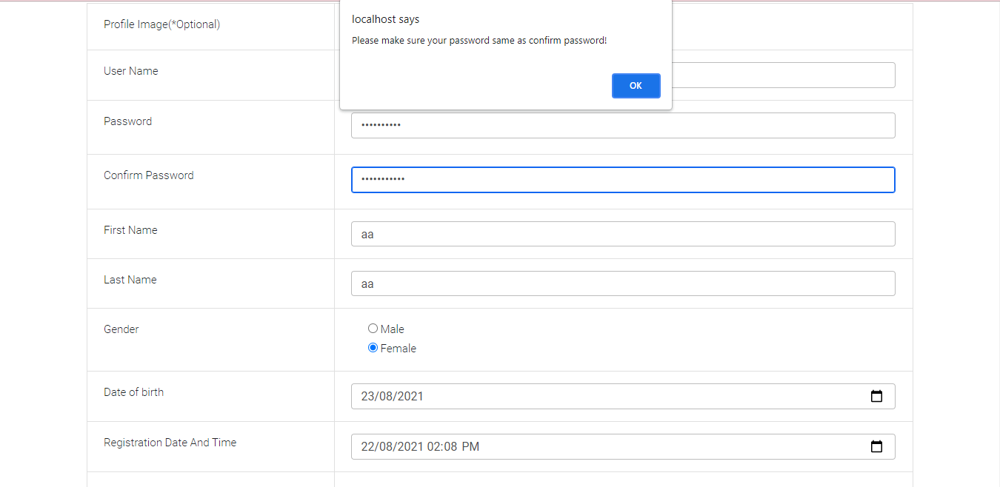 localhost says
Please make sure your password same as confirm password!
OK
Profile Image(*Optional)
User Name
Password
••••••••••
Confirm Password
•••••••••••
First Name
aa
Last Name
aa
Gender
Male
Female
Date of birth
23/08/2021
Registration Date And Time
22/08/2021 02:08 PM